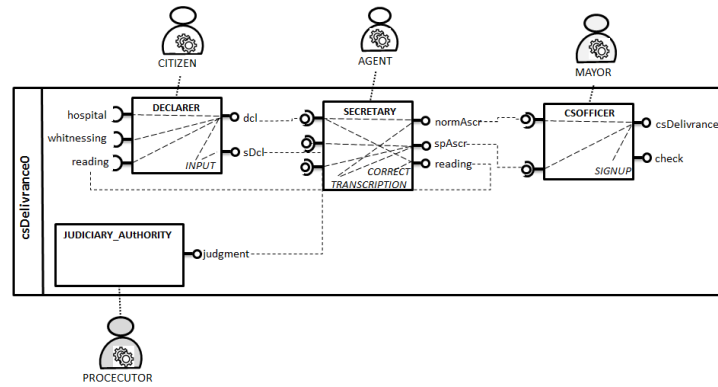 CITIZEN
AGENT
MAYOR
csDelivrance0
DECLARER
hospital
whitnessing
reading
dcl
sDcl
INPUT
SECRETARY
normAscr
spAscr
reading
CORRECT
TRANSCRIPTION
CSOFFICER
csDelivrance
check
SIGNUP
JUDICIARY_AUtHORITY
judgment
PROCECUTOR